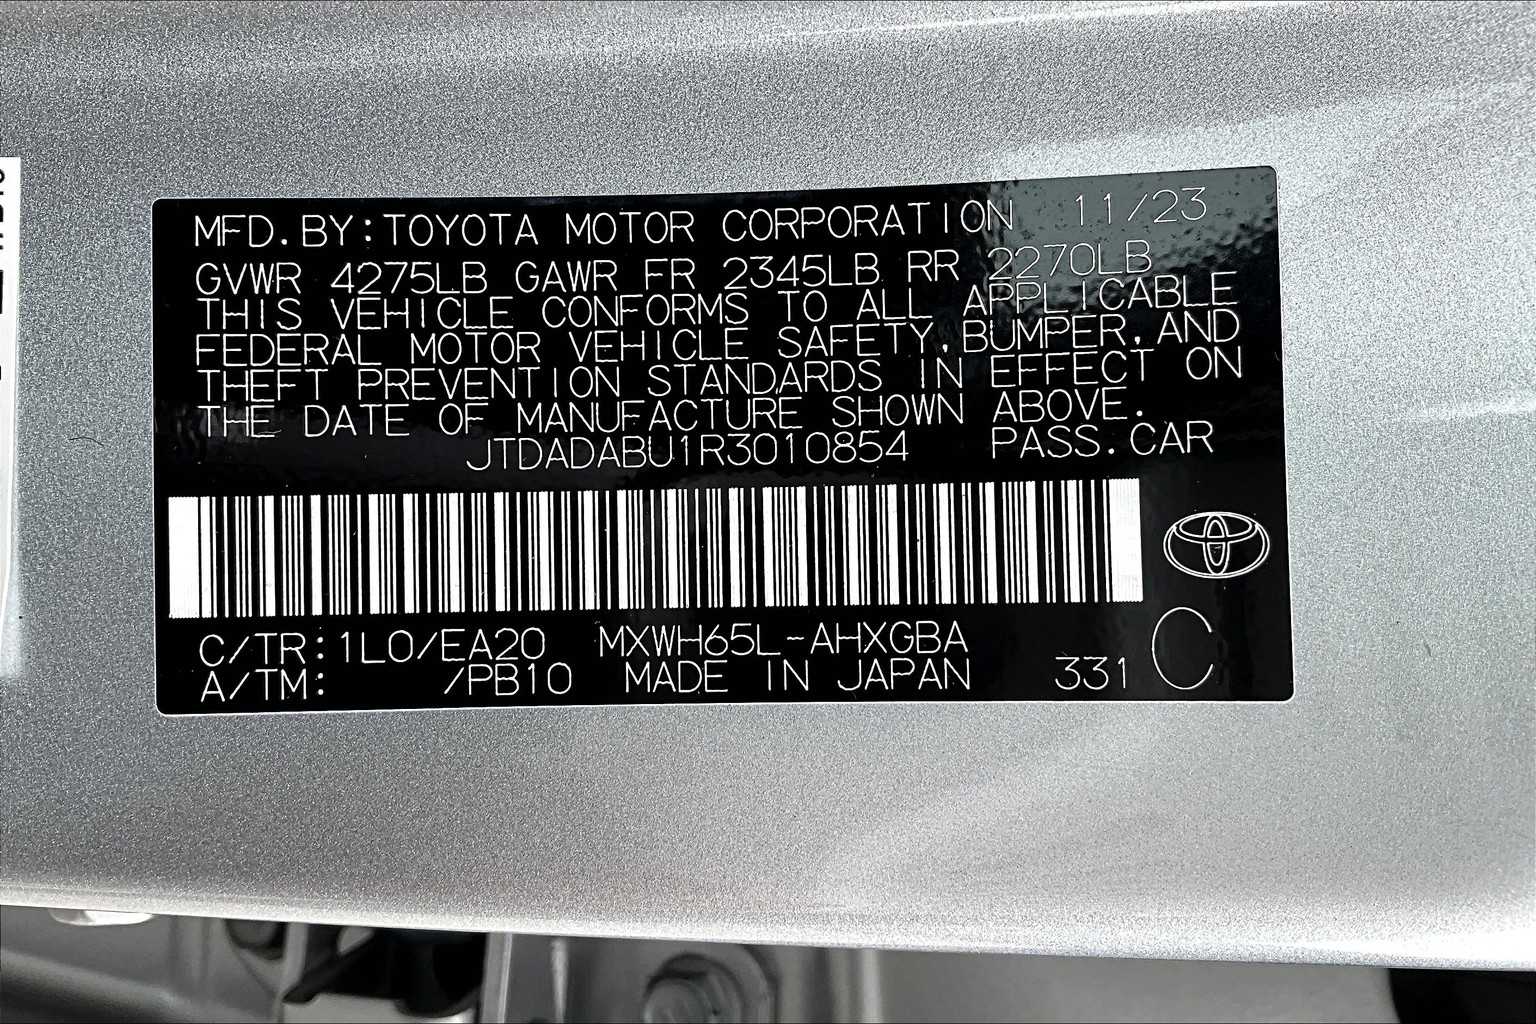 MFD. BY: TOYOTA MOTOR CORPORATION 11/23
GVWR 4275LB GAWR FR 2345LB RR 2270LB
THIS VEHICLE CONFORMS TO ALL APPLICABLE
FEDERAL MOTOR VEHICLE SAFETY, BUMPER, AND
THEFT PREVENTION STANDARDS IN EFFECT ON
THE DATE OF MANUFACTURE SHOWN ABOVE.
JTDADABU1R3010854 PASS. CAR
C/TR: 1L0/EA20 MXWH65L-AHXGBA
A/TM: /PB10 MADE IN JAPAN 331 C